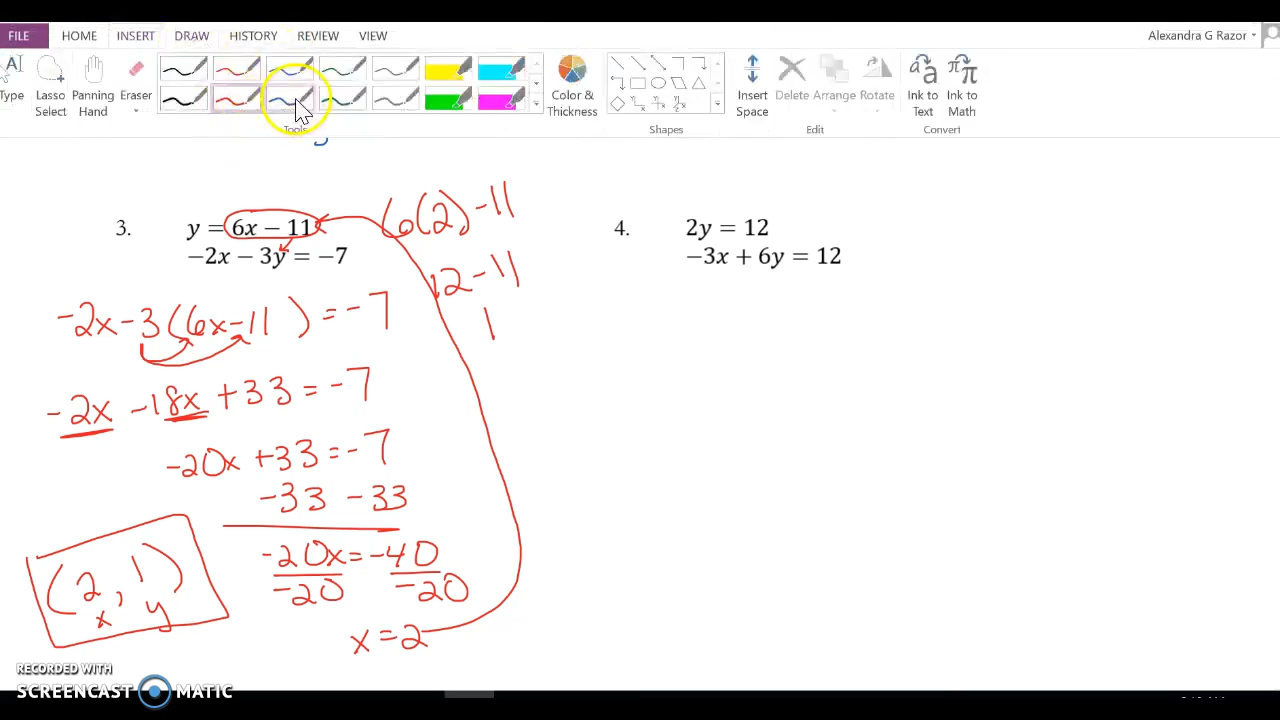 FILE HOME INSERT DRAW HISTORY REVIEW VIEW Alexandra G Razor
Type Lasso Select Panning Hand Eraser Color & Thickness Insert Space Delete Arrange Rotate Ink to Text Ink to Math
Tools Shapes Edit Convert
3. y = 6x − 11
−2x − 3y = −7
6(2) -11
12 - 11
1
-2x - 3(6x-11) = -7
-2x - 18x + 33 = -7
-20x + 33 = -7
-33 -33
-20x = -40
-20 -20
x = 2
(2, 1)
x y
4. 2y = 12
−3x + 6y = 12
RECORDED WITH
SCREENCAST MATIC